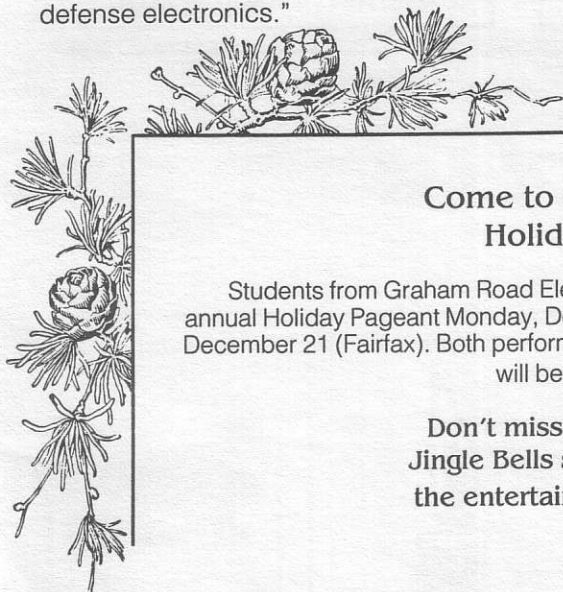 defense electronics."
Come to
Holid
Students from Graham Road Ele
annual Holiday Pageant Monday, D
December 21 (Fairfax). Both perform
will be
Don't miss
Jingle Bells
the entertai